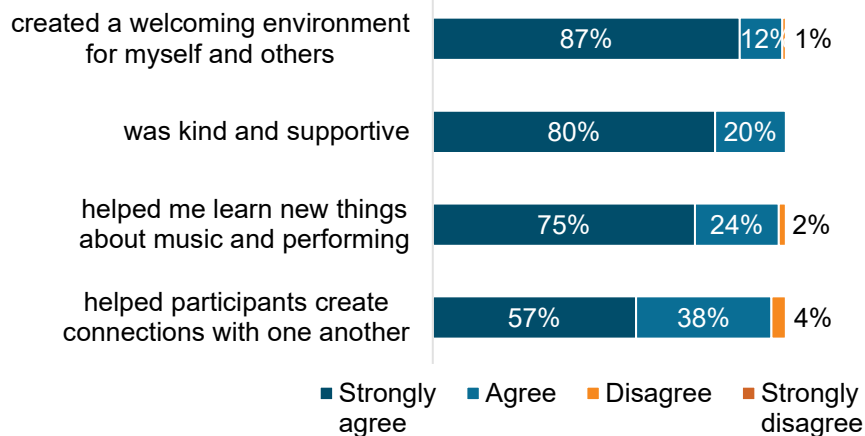 created a welcoming environment
for myself and others
87%
12%
1%
was kind and supportive
80%
20%
helped me learn new things
about music and performing
75%
24%
2%
helped participants create
connections with one another
57%
38%
4%
Strongly
agree
Agree
Disagree
Strongly
disagree